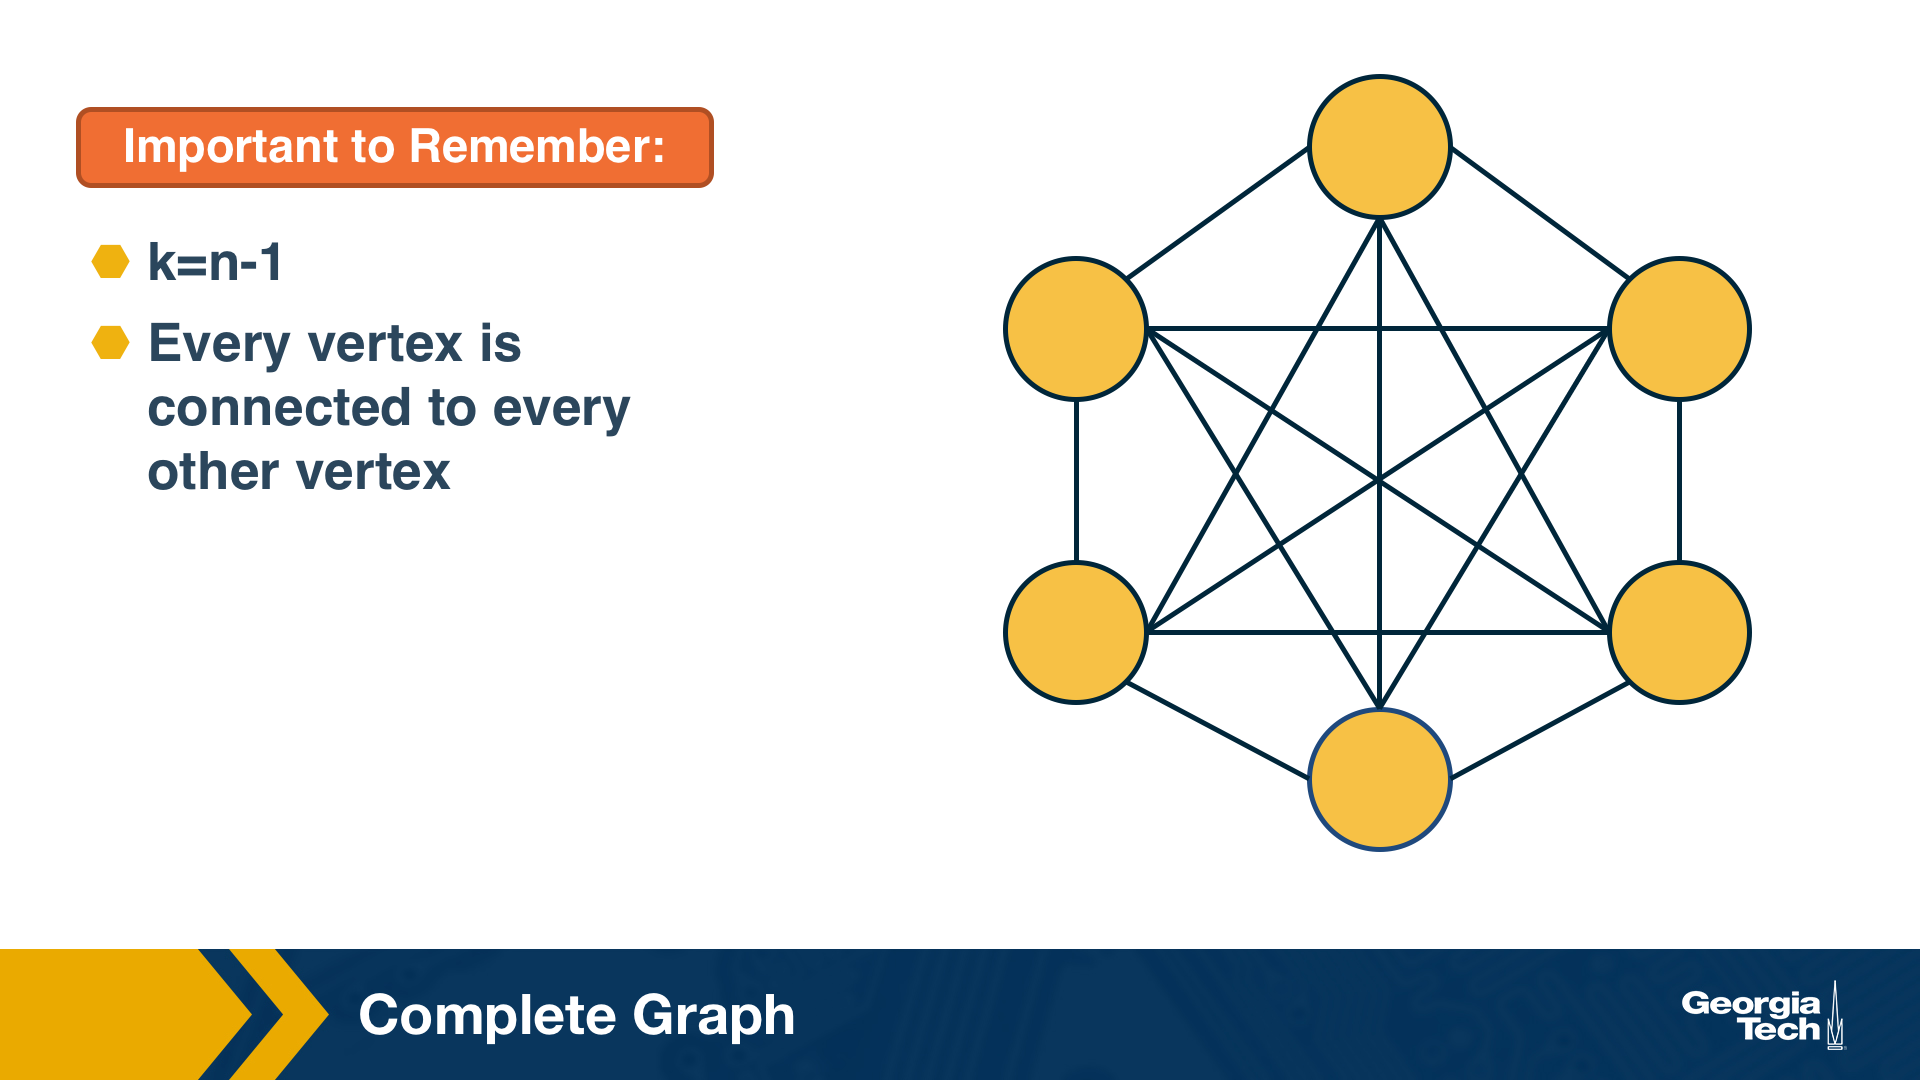 Important to Remember:
k=n-1
Every vertex is
connected to every
other vertex
Complete Graph
Georgia
Tech